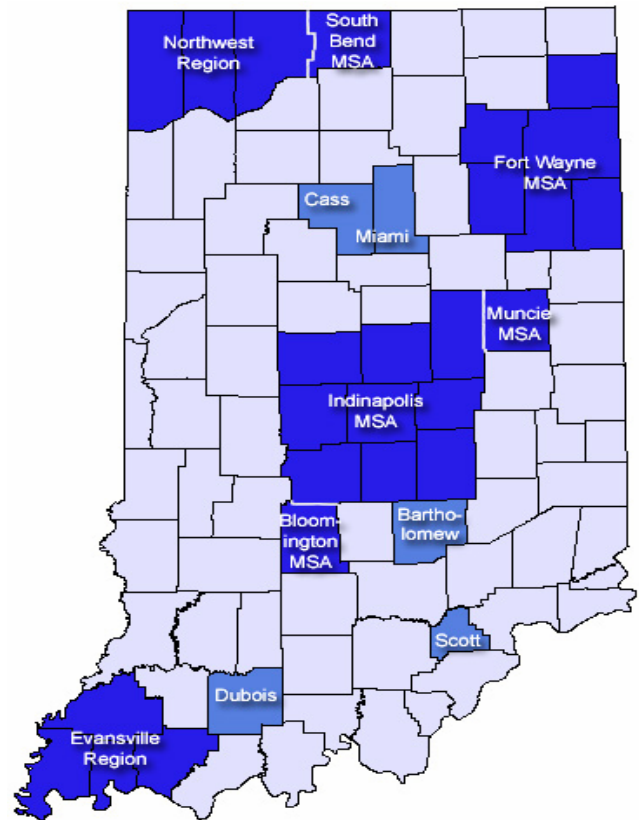 Northwest
Region
South
Bend
MSA
Fort Wayne
MSA
Cass
Miami
Muncie
MSA
Indinapolis
MSA
Bloom-
ington
MSA
Bartho-
lomew
Scott
Dubois
Evansville
Region